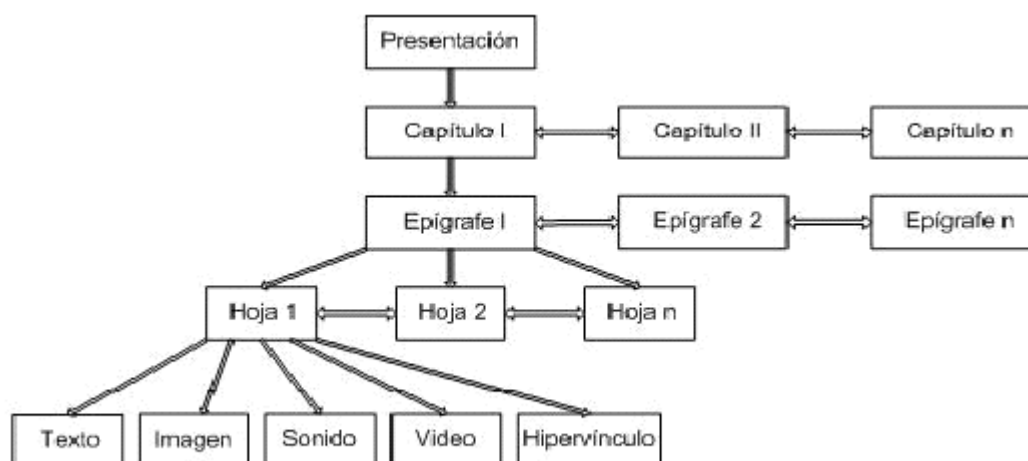 Presentación
Capítulo I
Capítulo II
Capítulo n
Epígrafe I
Epígrafe 2
Epígrafe n
Hoja 1
Hoja 2
Hoja n
Texto
Imagen
Sonido
Video
Hipervínculo